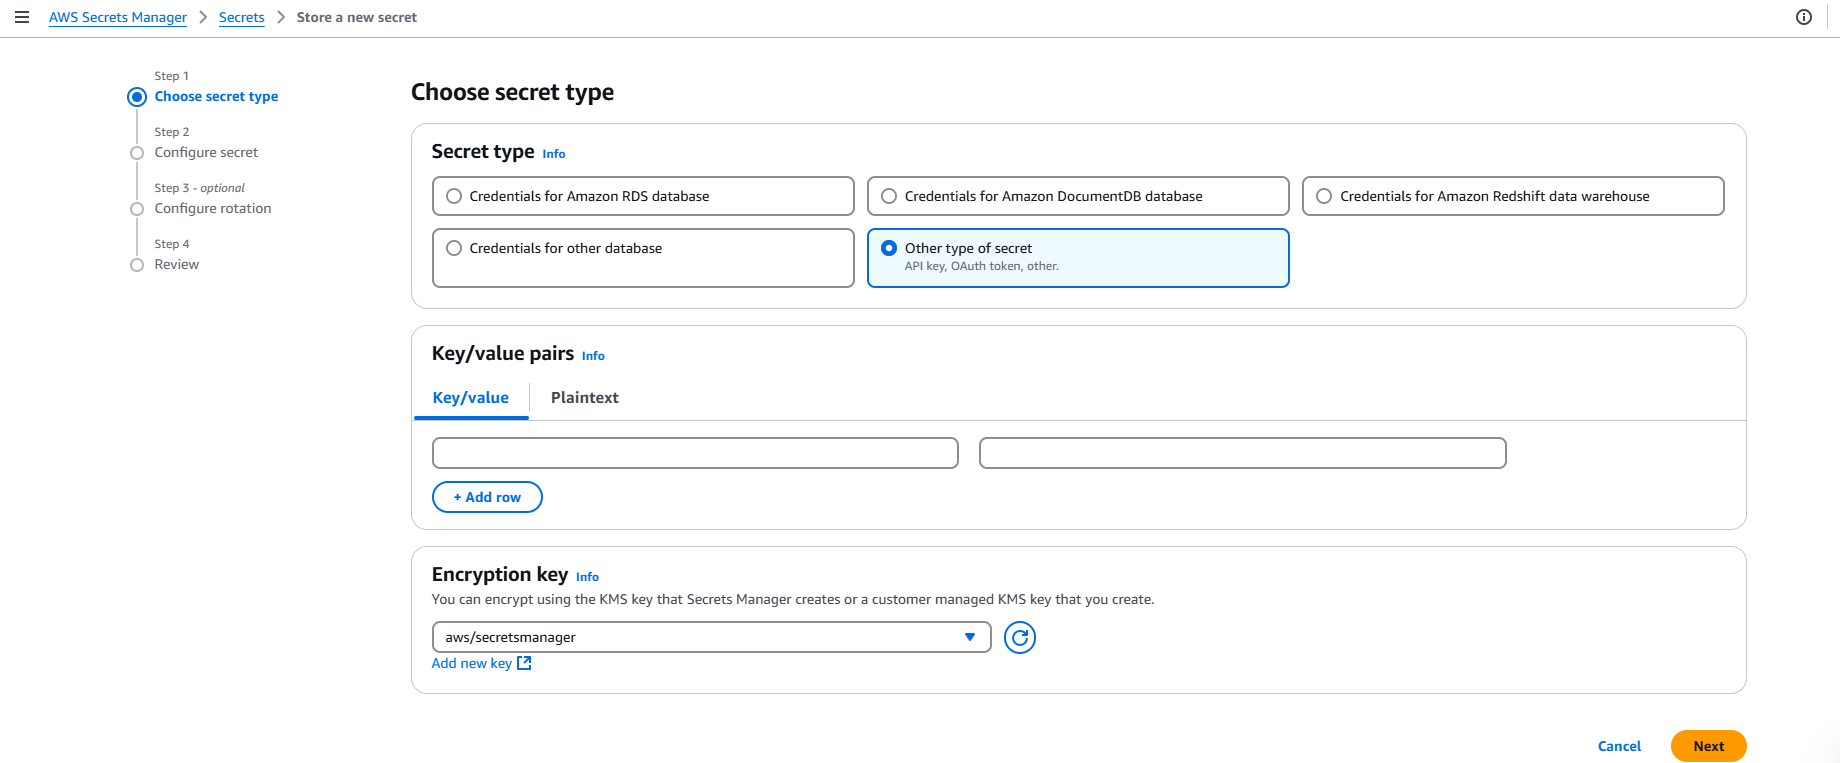 AWS Secrets Manager > Secrets > Store a new secret
Step 1
Choose secret type
Step 2
Configure secret
Step 3 - optional
Configure rotation
Step 4
Review
Choose secret type
Secret type Info
Credentials for Amazon RDS database
Credentials for Amazon DocumentDB database
Credentials for Amazon Redshift data warehouse
Credentials for other database
Other type of secret
API key, OAuth token, other.
Key/value pairs Info
Key/value
Plaintext
+ Add row
Encryption key Info
You can encrypt using the KMS key that Secrets Manager creates or a customer managed KMS key that you create.
aws/secretsmanager
Add new key
Cancel
Next